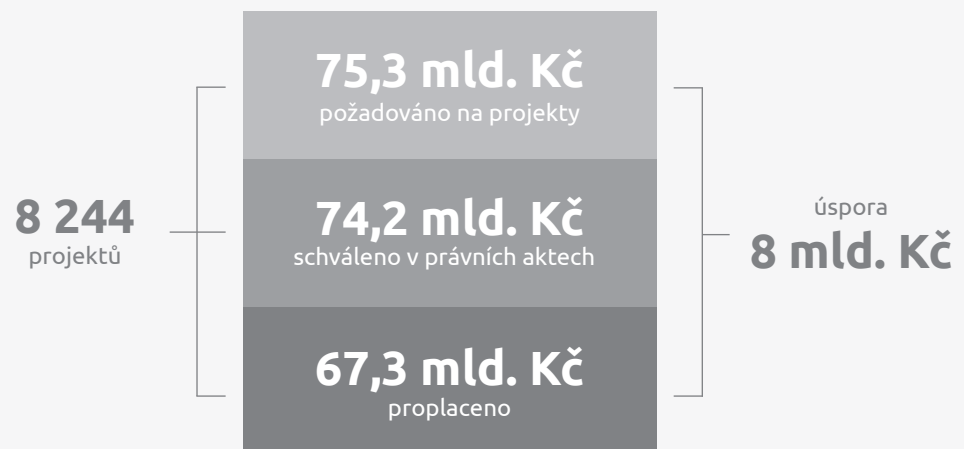 75,3 mld. Kč
požadováno na projekty
8 244
projektů
74,2 mld. Kč
schváleno v právních aktech
úspora
8 mld. Kč
67,3 mld. Kč
proplaceno